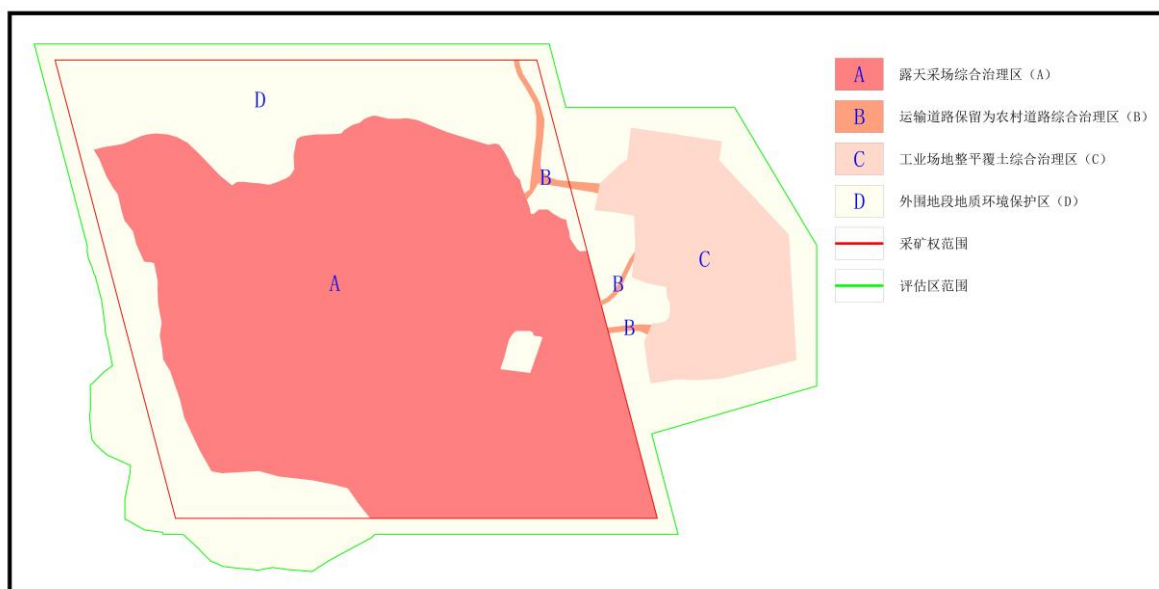 D
B
A
B
C
B
A 露天采场综合治理区（A）
B 运输道路保留为农村道路综合治理区（B）
C 工业场地整平覆土综合治理区（C）
D 外围地段地质环境保护区（D）
采矿权范围
评估区范围